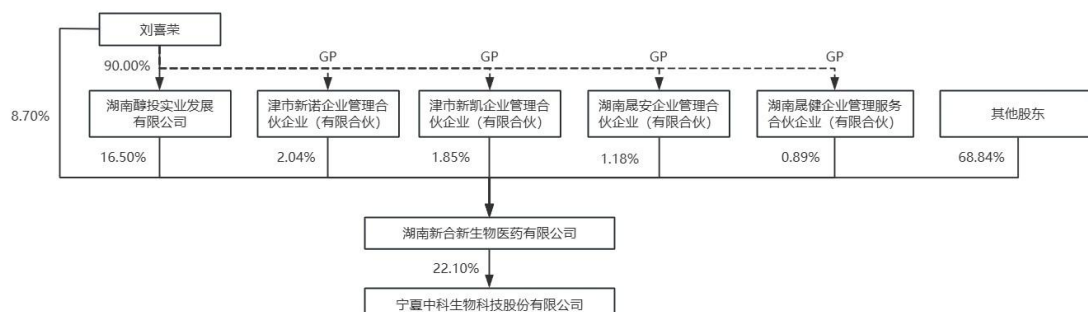 刘喜荣
GP
GP
GP
GP
90.00%
8.70%
湖南醇投实业发展
有限公司
津市新诺企业管理合
伙企业（有限合伙）
津市新凯企业管理合
伙企业（有限合伙）
湖南晟安企业管理合
伙企业（有限合伙）
湖南晟健企业管理服务
合伙企业（有限合伙）
其他股东
16.50%
2.04%
1.85%
1.18%
0.89%
68.84%
湖南新合新生物医药有限公司
22.10%
宁夏中科生物科技股份有限公司